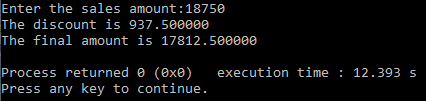 Enter the sales amount:18750
The discount is 937.500000
The final amount is 17812.500000
Process returned 0 (0x0)   execution time : 12.393 s
Press any key to continue.